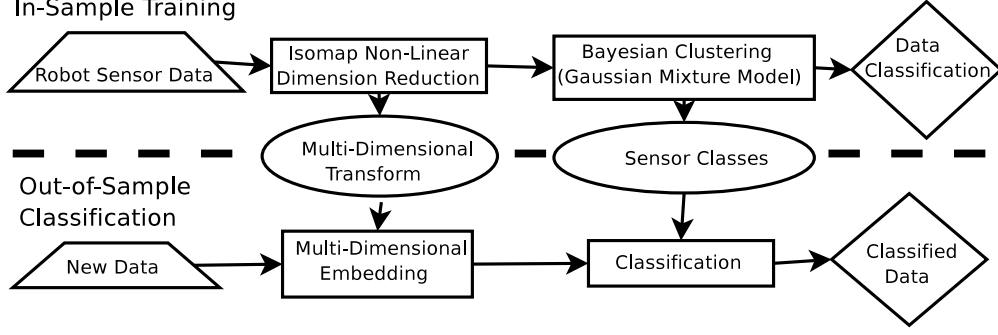 In-Sample Training
Robot Sensor Data
Isomap Non-Linear
Dimension Reduction
Bayesian Clustering
(Gaussian Mixture Model)
Data
Classification
Multi-Dimensional
Transform
Sensor Classes
Out-of-Sample
Classification
New Data
Multi-Dimensional
Embedding
Classification
Classified
Data